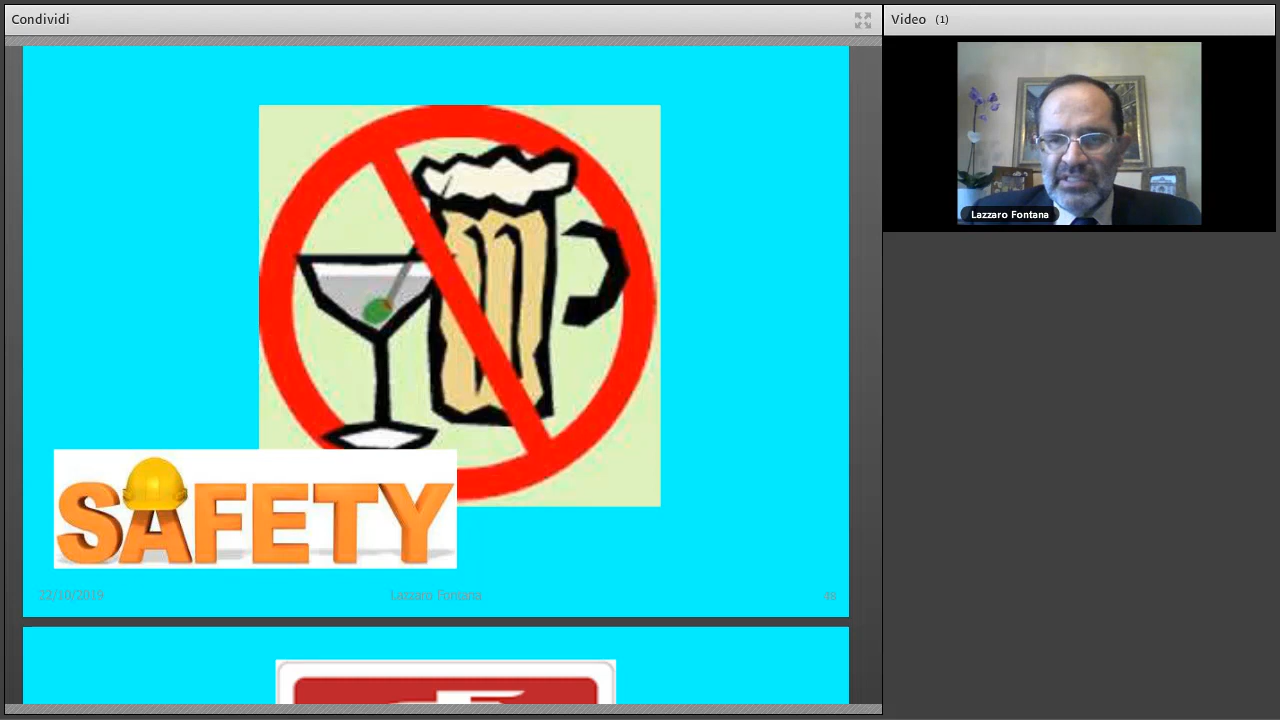 Condividi
Video (1)
Lazzaro Fontana
SAFETY
22/10/2019 Lazzaro Fontana 48